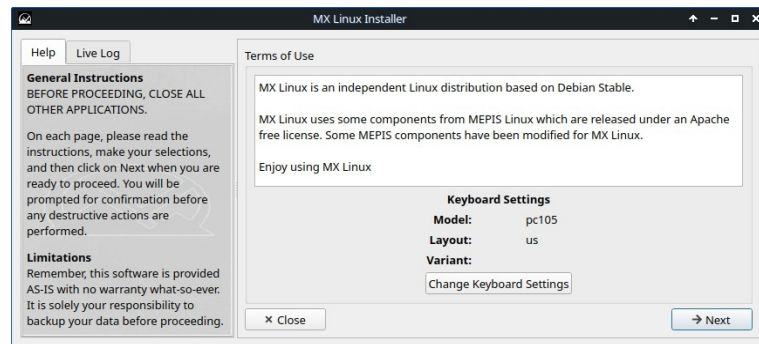 MX Linux Installer
Help
Live Log
General Instructions
BEFORE PROCEEDING, CLOSE ALL
OTHER APPLICATIONS.
On each page, please read the
instructions, make your selections,
and then click on Next when you are
ready to proceed. You will be
prompted for confirmation before
any destructive actions are
performed.
Limitations
Remember, this software is provided
AS-IS with no warranty what-so-ever.
It is solely your responsibility to
backup your data before proceeding.
Terms of Use
MX Linux is an independent Linux distribution based on Debian Stable.
MX Linux uses some components from MEPIS Linux which are released under an Apache
free license. Some MEPIS components have been modified for MX Linux.
Enjoy using MX Linux
Keyboard Settings
Model: pc105
Layout: us
Variant:
Change Keyboard Settings
Close
Next